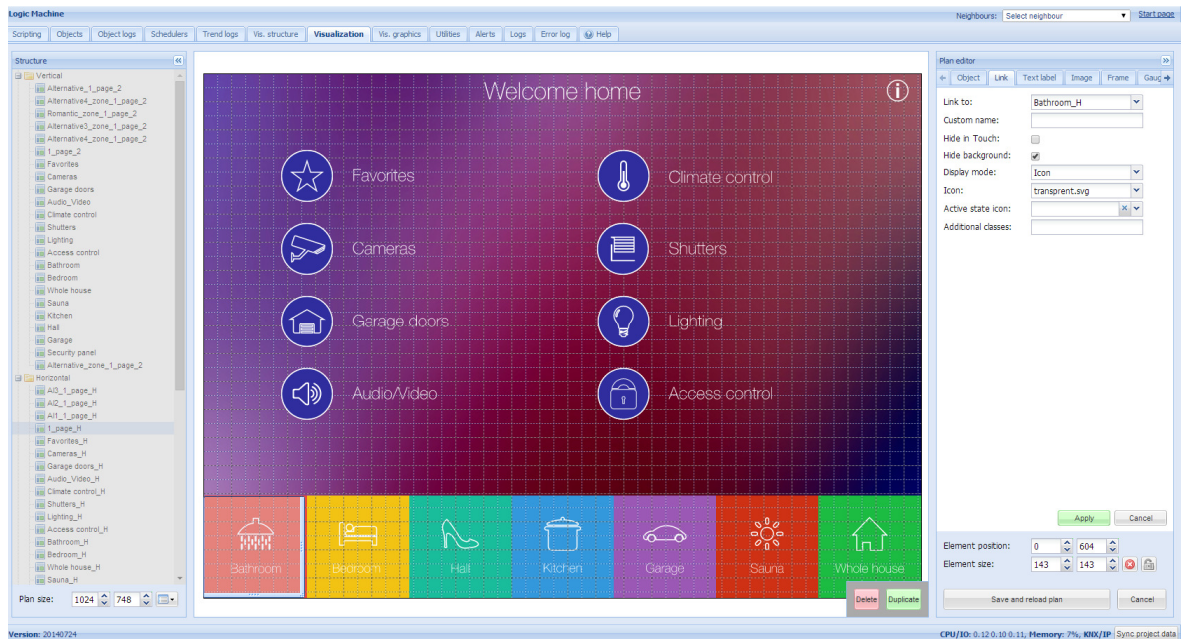 Logic Machine
Neighbours: Select neighbour Start page
Scripting Objects Object logs Schedulers Trend logs Vis. structure Visualization Vis. graphics Utilities Alerts Logs Error log Help
Structure
Vertical
Alternative_1_page_2
Alternative4_zone_1_page_2
Romantic_zone_1_page_2
Alternative3_zone_1_page_2
Alternative4_zone_1_page_2
1_page_2
Favorites
Cameras
Garage doors
Audio_Video
Climate control
Shutters
Lighting
Access control
Bathroom
Bedroom
Whole house
Sauna
Kitchen
Hall
Garage
Security panel
Alternative_zone_1_page_2
Horizontal
Al3_1_page_H
Al2_1_page_H
Al1_1_page_H
1_page_H
Favorites_H
Cameras_H
Garage doors_H
Audio_Video_H
Climate control_H
Shutters_H
Lighting_H
Access control_H
Bathroom_H
Bedroom_H
Whole house_H
Sauna_H
Plan size: 1024 748
Welcome home
Favorites
Climate control
Cameras
Shutters
Garage doors
Lighting
Audio/Video
Access control
Bathroom
Bedroom
Hall
Kitchen
Garage
Sauna
Whole house
Delete Duplicate
Plan editor
Object Link Text label Image Frame Gaug
Link to: Bathroom_H
Custom name:
Hide in Touch:
Hide background:
Display mode: Icon
Icon: transprent.svg
Active state icon:
Additional classes:
Apply Cancel
Element position: 0 604
Element size: 143 143
Save and reload plan Cancel
Version: 20140724
CPU/IO: 0.12 0.10 0.11, Memory: 7%, KNX/IP Sync project data